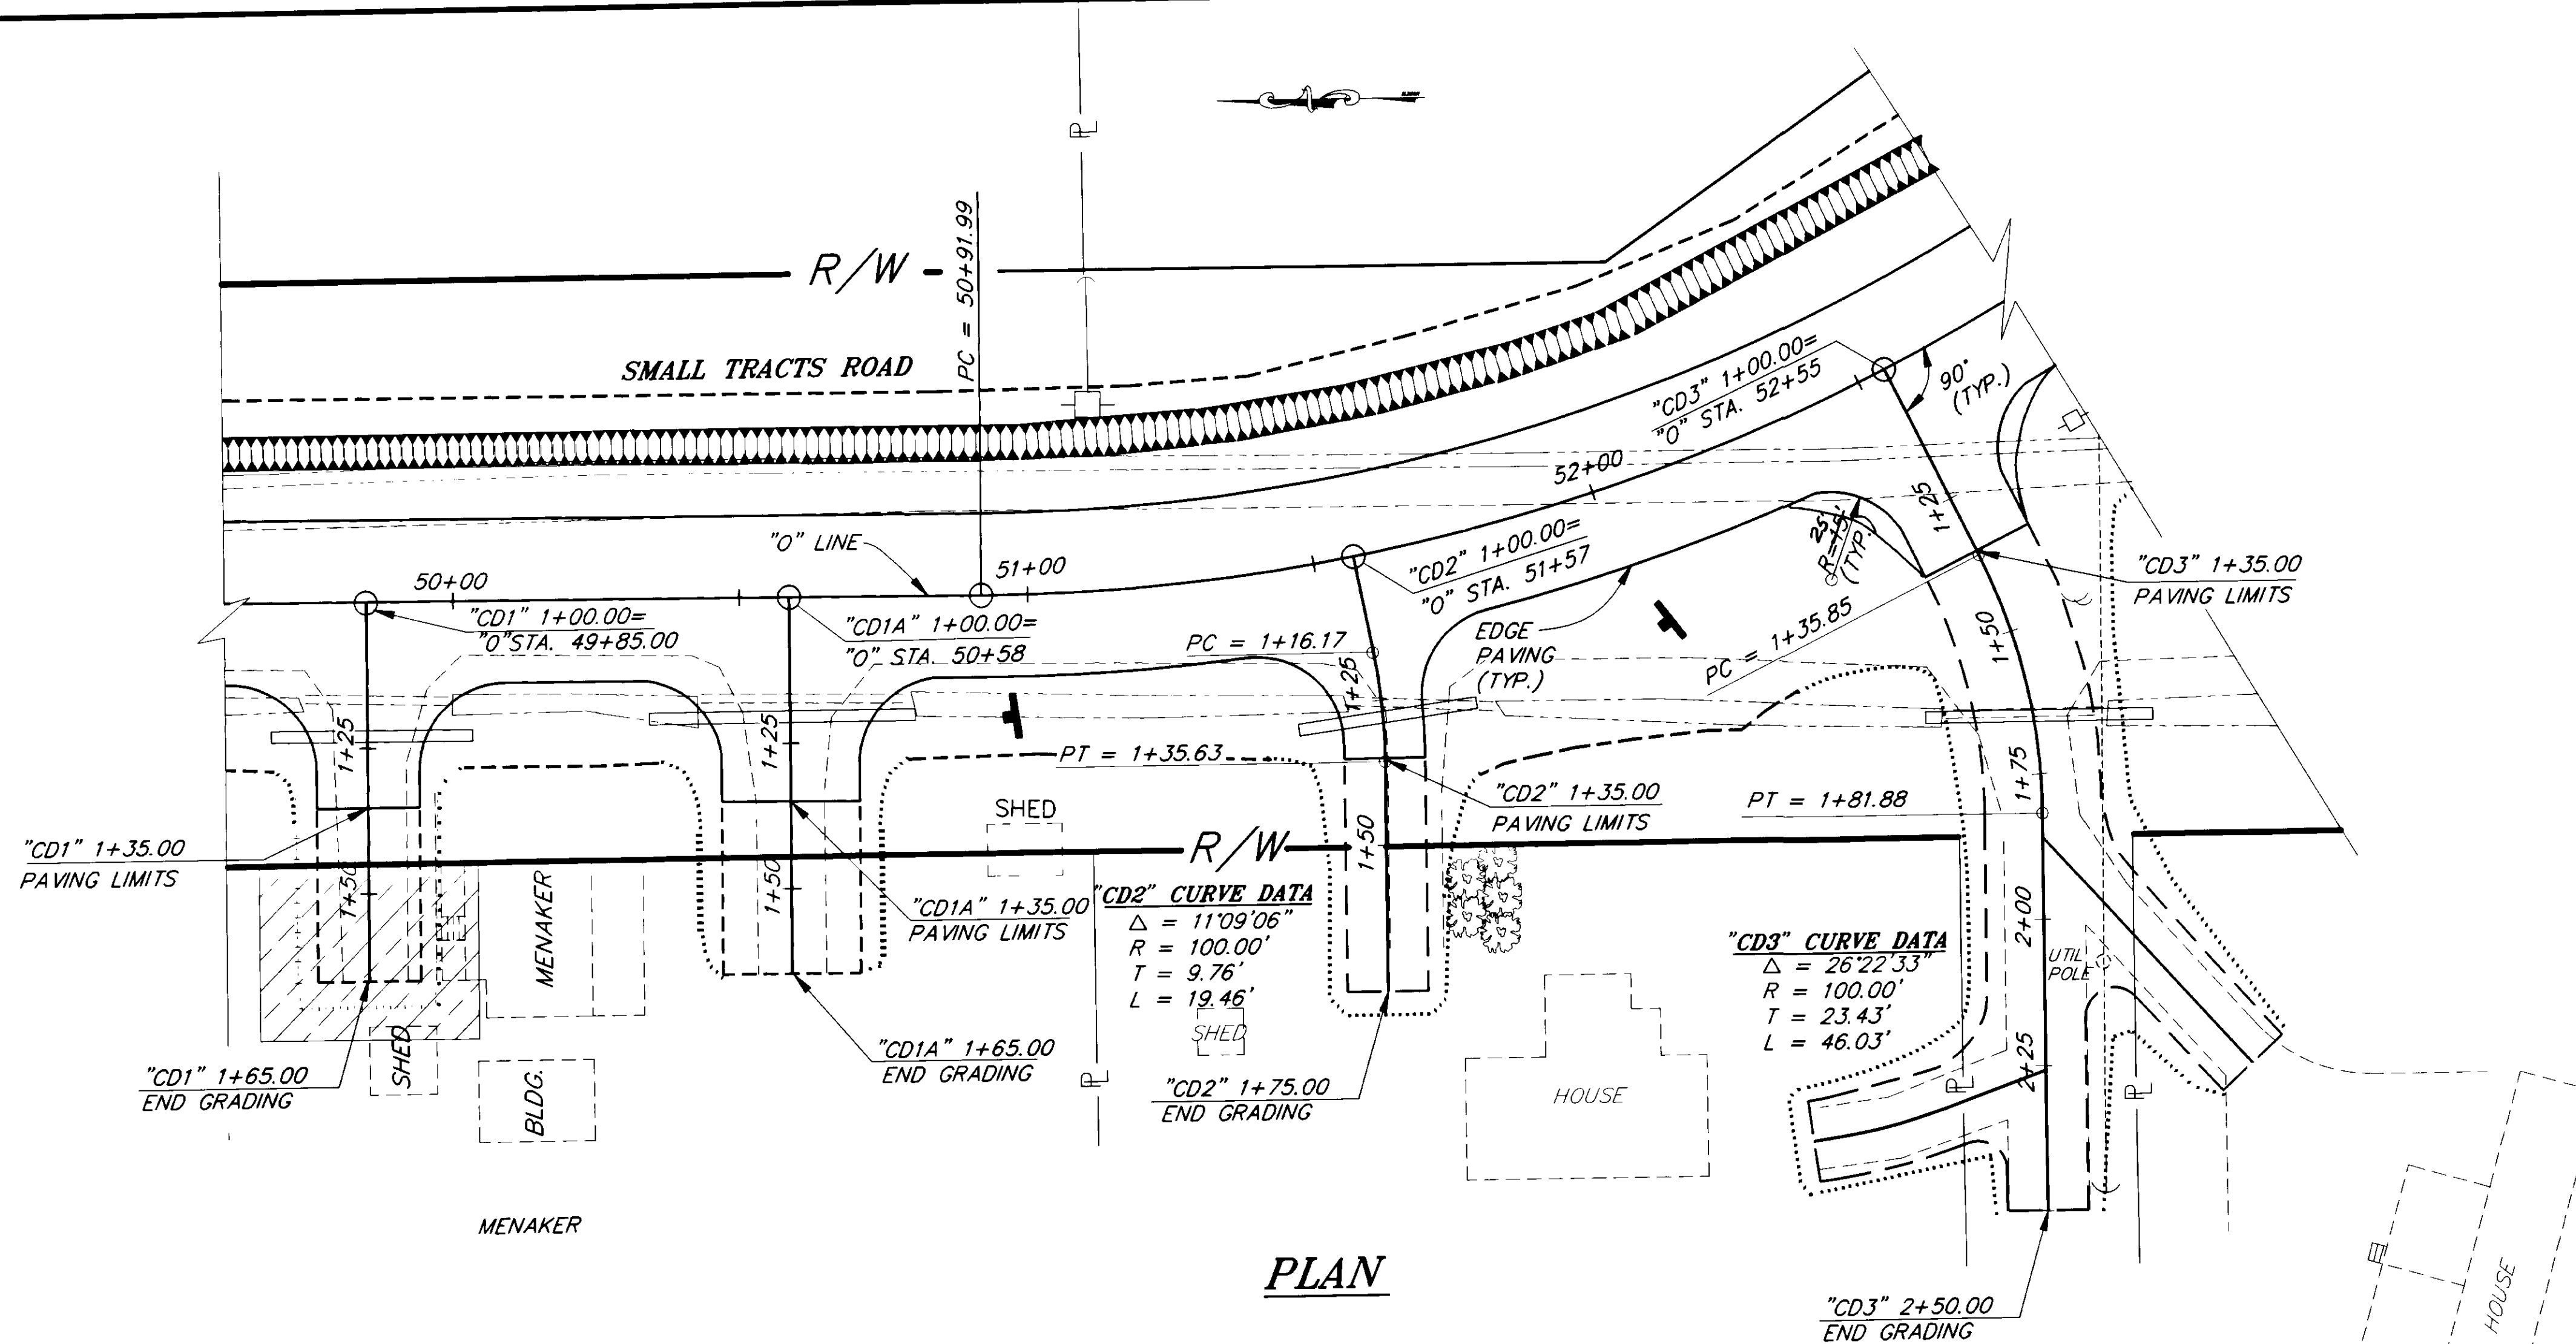 R/W
PC = 50+91.99
SMALL TRACTS ROAD
"O" LINE
50+00
51+00
52+00
"CD3" 1+00.00=
"O" STA. 52+55
90°
(TYP.)
"CD1" 1+00.00=
"O"STA. 49+85.00
"CD1A" 1+00.00=
"O" STA. 50+58
"CD2" 1+00.00=
"O" STA. 51+57
25'
R=15'
(TYP.)
EDGE
PAVING
(TYP.)
PC = 1+16.17
PC = 1+35.85
"CD3" 1+35.00
PAVING LIMITS
1+25
1+25
1+25
1+25
1+50
1+75
PT = 1+35.63
PT = 1+81.88
"CD2" 1+35.00
PAVING LIMITS
SHED
R/W
"CD1" 1+35.00
PAVING LIMITS
1+50
1+50
1+50
2+00
2+25
MENAKER
"CD1A" 1+35.00
PAVING LIMITS
"CD2" CURVE DATA
Δ = 11°09'06"
R = 100.00'
T = 9.76'
L = 19.46'
SHED
"CD3" CURVE DATA
Δ = 26°22'33"
R = 100.00'
T = 23.43'
L = 46.03'
UTIL
POLE
SHED
BLDG.
"CD1" 1+65.00
END GRADING
"CD1A" 1+65.00
END GRADING
"CD2" 1+75.00
END GRADING
HOUSE
MENAKER
PLAN
"CD3" 2+50.00
END GRADING
HOUSE